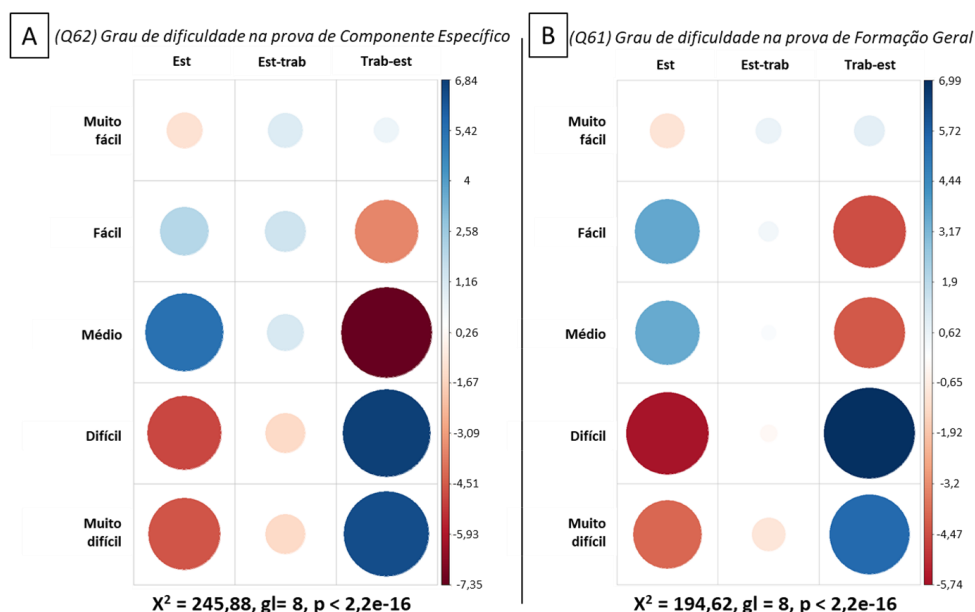 A
(Q62) Grau de dificuldade na prova de Componente Específico
Est Est-trab Trab-est
Muito
fácil
Fácil
Médio
Difícil
Muito
difícil
6,84
5,42
4
2,58
1,16
0,26
-1,67
-3,09
-4,51
-5,93
-7,35
X² = 245,88, gl= 8, p < 2,2e-16
B
(Q61) Grau de dificuldade na prova de Formação Geral
Est Est-trab Trab-est
Muito
fácil
Fácil
Médio
Difícil
Muito
difícil
6,99
5,72
4,44
3,17
1,9
0,62
-0,65
-1,92
-3,2
-4,47
-5,74
X² = 194,62, gl= 8, p < 2,2e-16